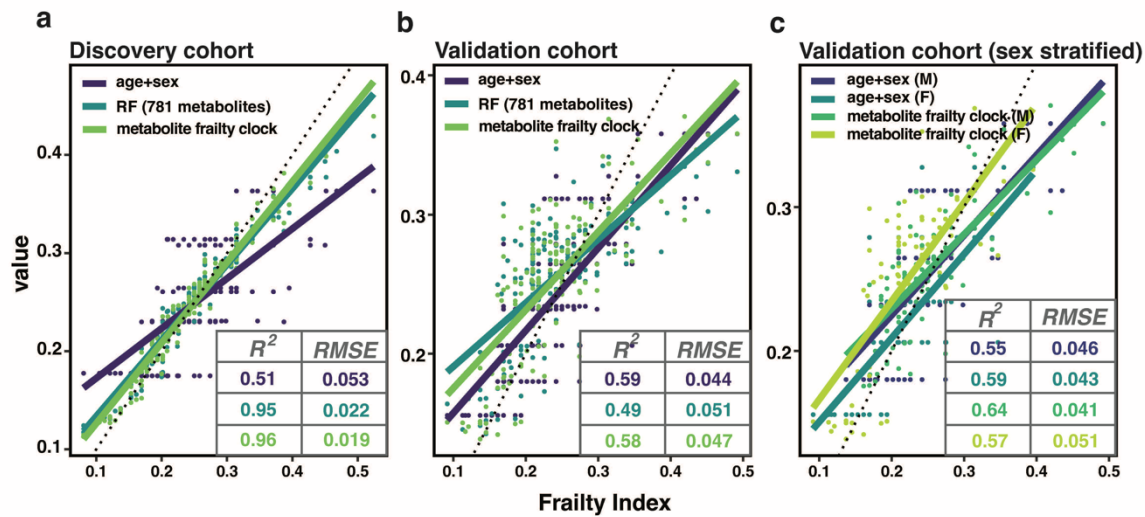 a
Discovery cohort
age+sex
RF (781 metabolites)
metabolite frailty clock
value
0.4
0.3
0.2
0.1
R² RMSE
0.51 0.053
0.95 0.022
0.96 0.019
0.1 0.2 0.3 0.4 0.5
b
Validation cohort
age+sex
RF (781 metabolites)
metabolite frailty clock
0.4
0.3
0.2
R² RMSE
0.59 0.044
0.49 0.051
0.58 0.047
0.1 0.2 0.3 0.4 0.5
Frailty Index
c
Validation cohort (sex stratified)
age+sex (M)
age+sex (F)
metabolite frailty clock (M)
metabolite frailty clock (F)
0.3
0.2
R² RMSE
0.55 0.046
0.59 0.043
0.64 0.041
0.57 0.051
0.1 0.2 0.3 0.4 0.5